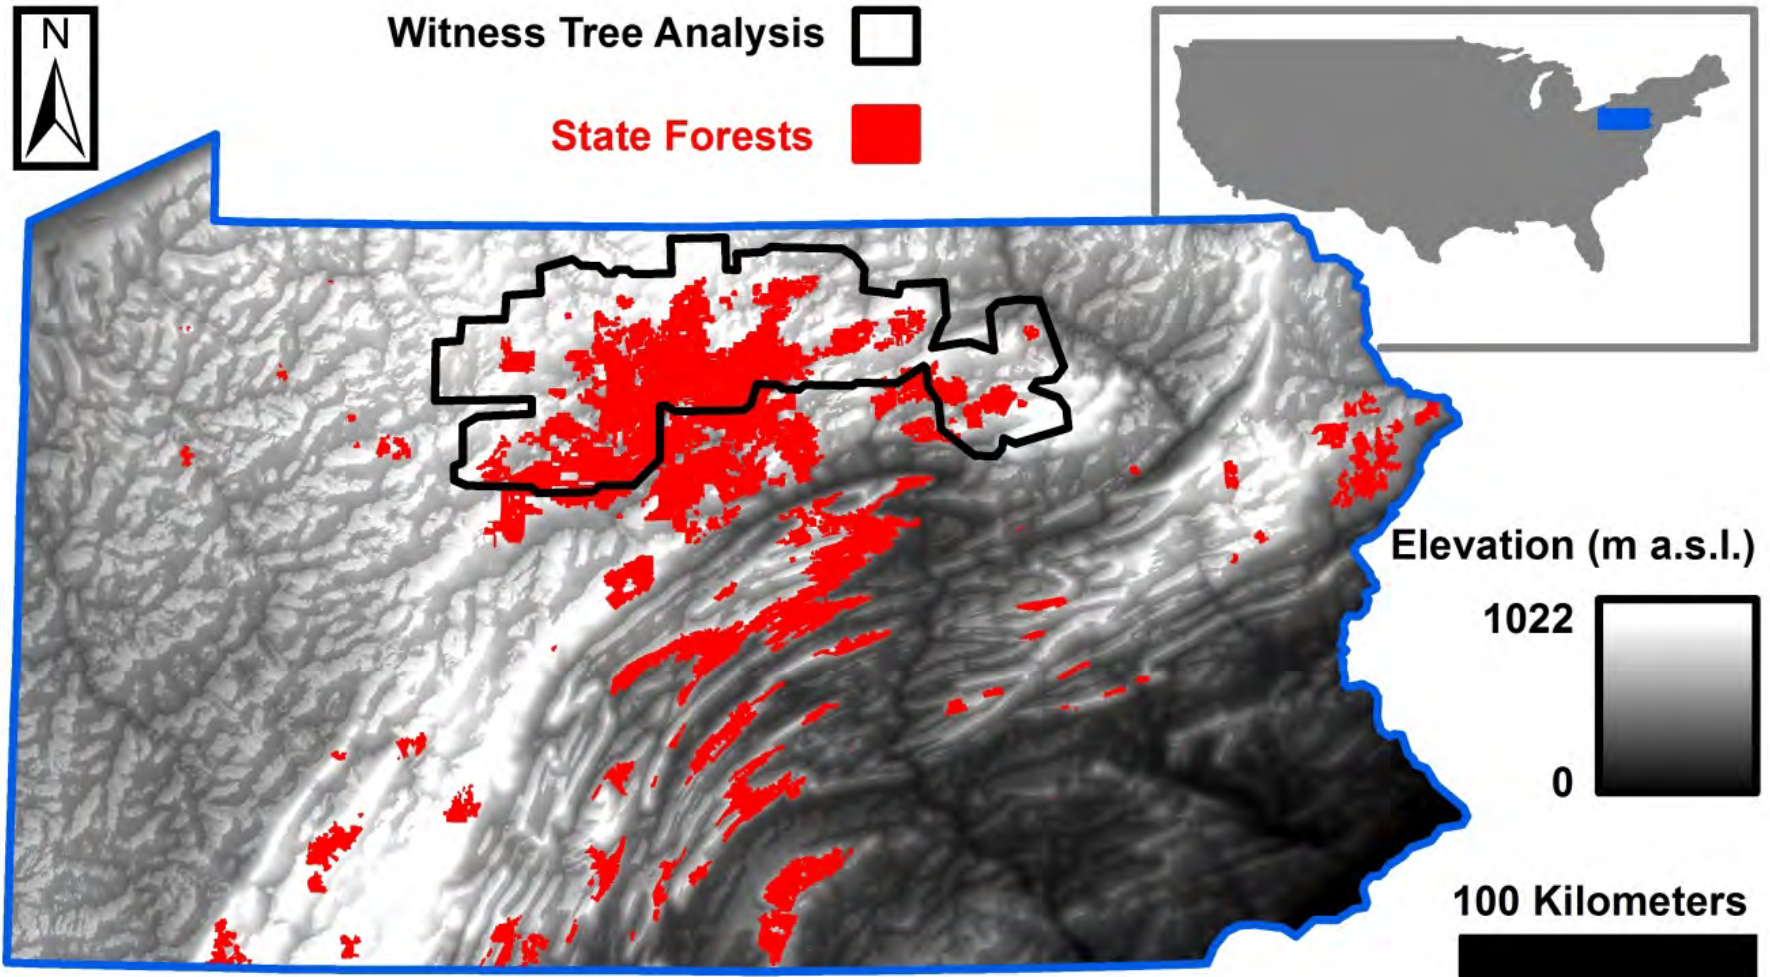 N
Witness Tree Analysis
State Forests
Elevation (m a.s.l.)
1022
0
100 Kilometers